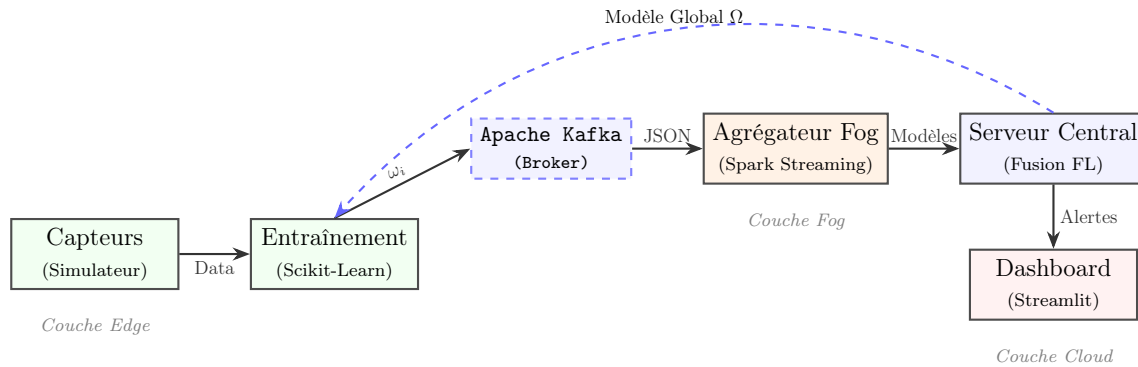 Modèle Global Ω
Apache Kafka
(Broker)
JSON
Agrégateur Fog
(Spark Streaming)
Modèles
Serveur Central
(Fusion FL)
ωi
Couche Fog
Alertes
Capteurs
(Simulateur)
Data
Entraînement
(Scikit-Learn)
Dashboard
(Streamlit)
Couche Edge
Couche Cloud